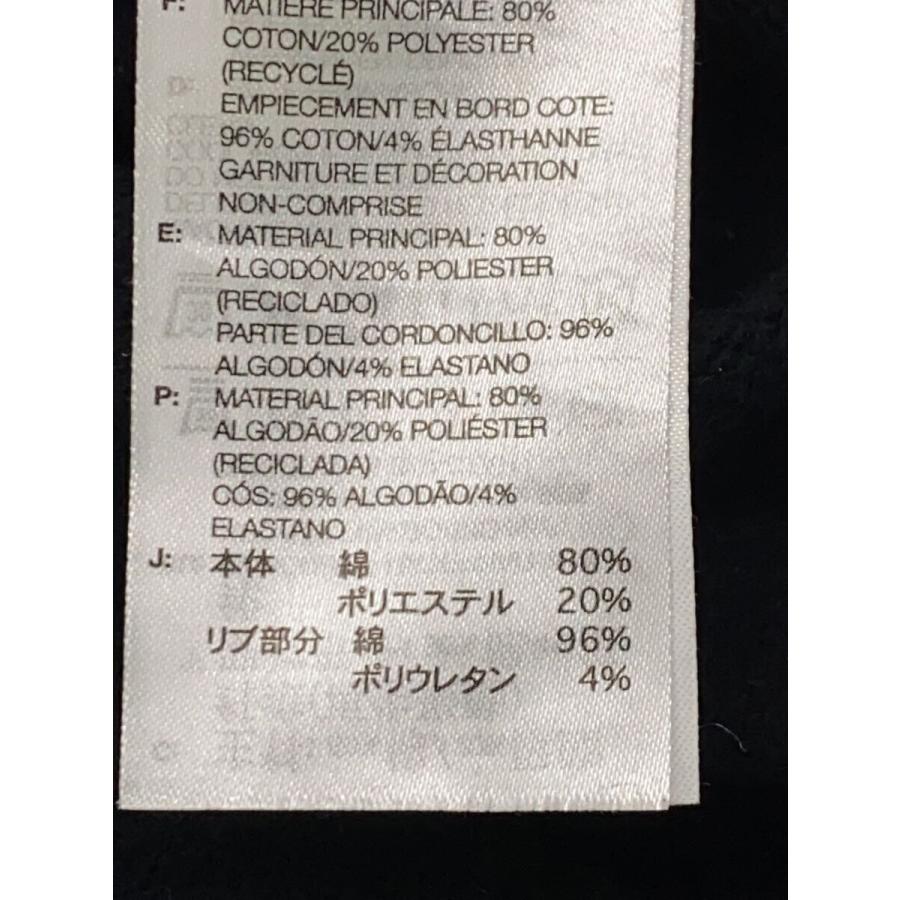 F: MATIÈRE PRINCIPALE: 80%
COTON/20% POLYESTER
(RECYCLÉ)
EMPIECEMENT EN BORD COTE:
96% COTON/4% ÉLASTHANNE
GARNITURE ET DÉCORATION
NON-COMPRISE
E: MATERIAL PRINCIPAL: 80%
ALGODÓN/20% POLIESTER
(RECICLADO)
PARTE DEL CORDONCILLO: 96%
ALGODÓN/4% ELASTANO
P: MATERIAL PRINCIPAL: 80%
ALGODÃO/20% POLIÉSTER
(RECICLADA)
CÓS: 96% ALGODÃO/4%
ELASTANO
J: 本体 綿 80%
ポリエステル 20%
リブ部分 綿 96%
ポリウレタン 4%